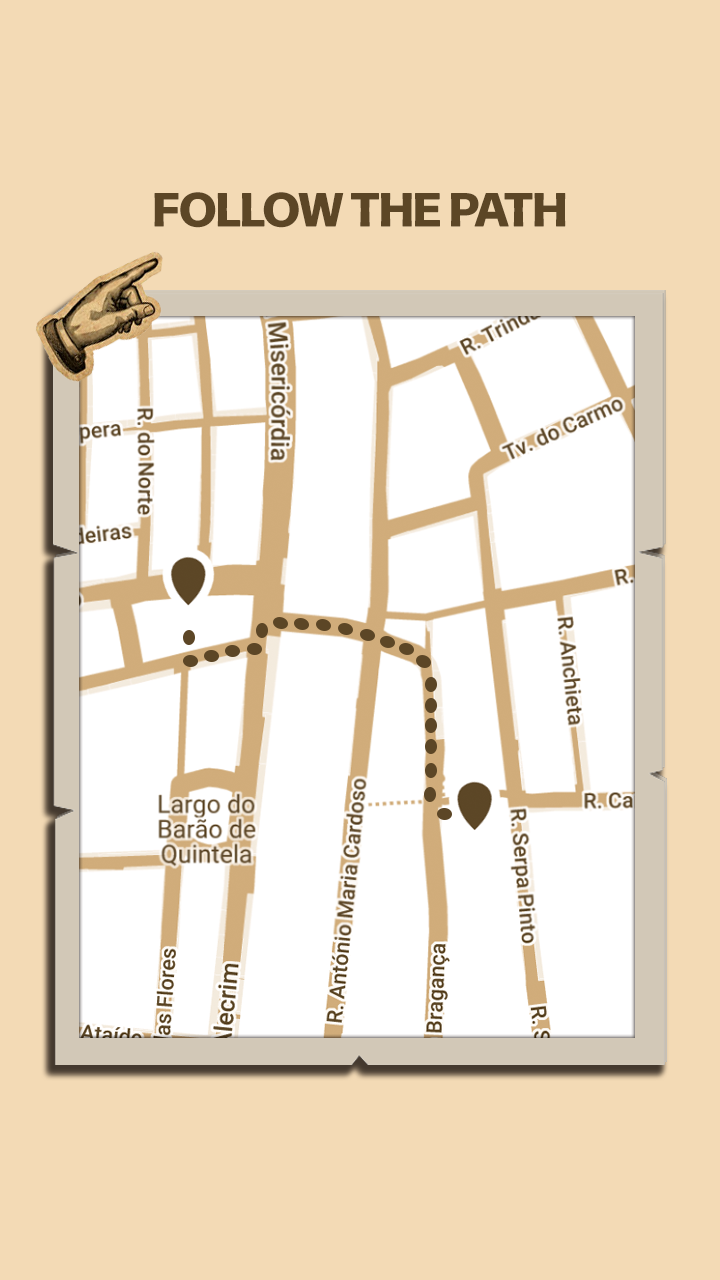 FOLLOW THE PATH
Misericórdia
R. Trinda
Tv. do Carmo
pera
R. do Norte
deiras
R.
R. Anchieta
Largo do
Barão de
Quintela
R. António Maria Cardoso
R. Ca
R. Serpa Pinto
as Flores
Alecrim
Bragança
R. S
Ataíde